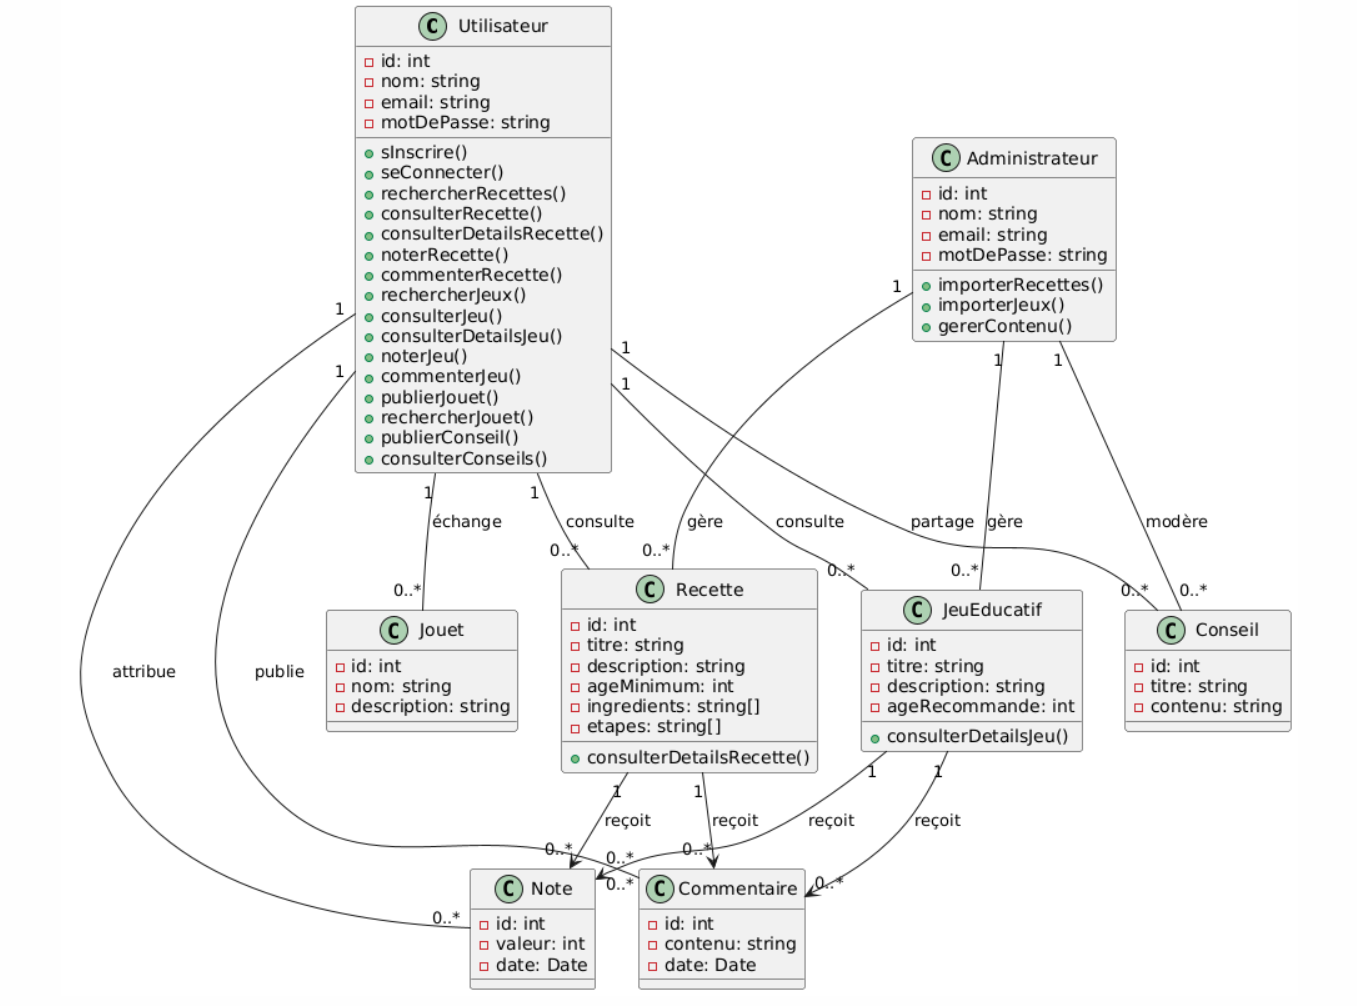 C Utilisateur
id: int
nom: string
email: string
motDePasse: string
sInscrire()
seConnecter()
rechercherRecettes()
consulterRecette()
consulterDetailsRecette()
noterRecette()
commenterRecette()
rechercherJeux()
consulterJeu()
consulterDetailsJeu()
noterJeu()
commenterJeu()
publierJouet()
rechercherJouet()
publierConseil()
consulterConseils()
C Administrateur
id: int
nom: string
email: string
motDePasse: string
importerRecettes()
importerJeux()
gererContenu()
1
1
1
1
1
1
1
1
1
échange
consulte
gère
consulte
partage
gère
modère
0..*
0..*
0..*
0..*
0..*
0..*
0..*
attribue
publie
C Jouet
id: int
nom: string
description: string
C Recette
id: int
titre: string
description: string
ageMinimum: int
ingredients: string[]
etapes: string[]
consulterDetailsRecette()
C JeuEducatif
id: int
titre: string
description: string
ageRecommande: int
consulterDetailsJeu()
C Conseil
id: int
titre: string
contenu: string
1
1
1
1
reçoit
reçoit
reçoit
reçoit
0..*
0..*
0..*
0..*
0..*
0..*
C Note
id: int
valeur: int
date: Date
C Commentaire
id: int
contenu: string
date: Date